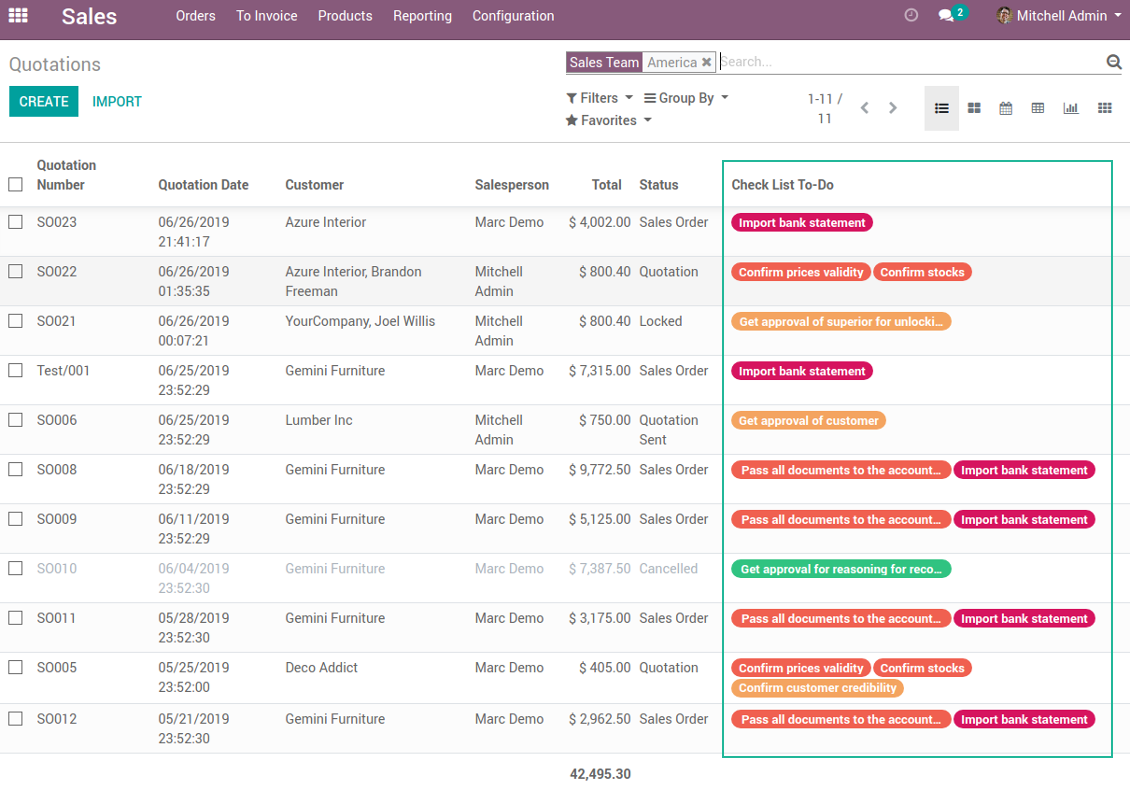 Sales Orders To Invoice Products Reporting Configuration 2 Mitchell Admin
Quotations
Sales Team America ✖ Search...
CREATE IMPORT
Filters Group By 1-11 /
Favorites 11
Quotation
Number Quotation Date Customer Salesperson Total Status Check List To-Do
SO023 06/26/2019 Azure Interior Marc Demo $ 4,002.00 Sales Order Import bank statement
21:41:17
SO022 06/26/2019 Azure Interior, Brandon Mitchell $ 800.40 Quotation Confirm prices validity Confirm stocks
01:35:35 Freeman Admin
SO021 06/26/2019 YourCompany, Joel Willis Mitchell $ 800.40 Locked Get approval of superior for unlocki...
00:07:21 Admin
Test/001 06/25/2019 Gemini Furniture Marc Demo $ 7,315.00 Sales Order Import bank statement
23:52:29
SO006 06/25/2019 Lumber Inc Mitchell $ 750.00 Quotation Get approval of customer
23:52:29 Admin Sent
SO008 06/18/2019 Gemini Furniture Marc Demo $ 9,772.50 Sales Order Pass all documents to the account... Import bank statement
23:52:29
SO009 06/11/2019 Gemini Furniture Marc Demo $ 5,125.00 Sales Order Pass all documents to the account... Import bank statement
23:52:29
SO010 06/04/2019 Gemini Furniture Marc Demo $ 7,387.50 Cancelled Get approval for reasoning for reco...
23:52:30
SO011 05/28/2019 Gemini Furniture Marc Demo $ 3,175.00 Sales Order Pass all documents to the account... Import bank statement
23:52:30
SO005 05/25/2019 Deco Addict Marc Demo $ 405.00 Quotation Confirm prices validity Confirm stocks
23:52:00 Confirm customer credibility
SO012 05/21/2019 Gemini Furniture Marc Demo $ 2,962.50 Sales Order Pass all documents to the account... Import bank statement
23:52:30
42,495.30